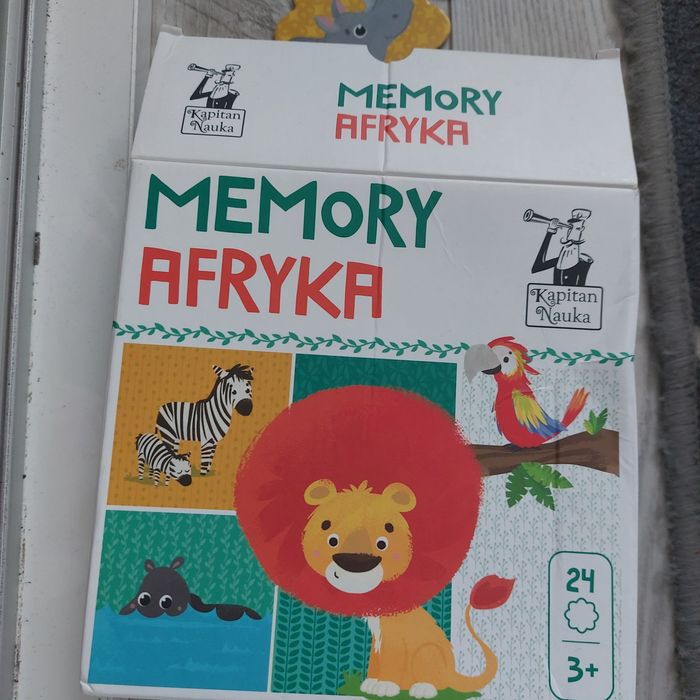 Kapitan
Nauka
MEMORY
AFRYKA
MEMORY
AFRYKA
Kapitan
Nauka
24
3+